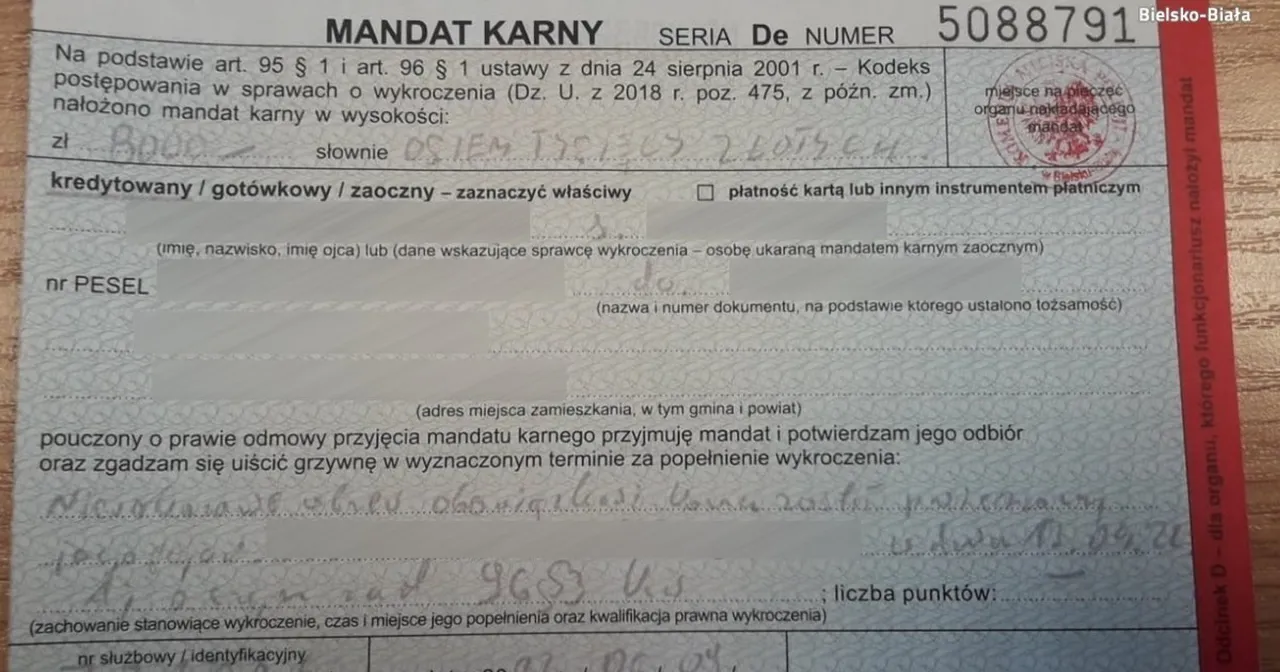 Bielsko-Biała
MANDAT KARNY SERIA De NUMER 5088791
Na podstawie art. 95 § 1 i art. 96 § 1 ustawy z dnia 24 sierpnia 2001 r. – Kodeks
postępowania w sprawach o wykroczenia (Dz. U. z 2018 r. poz. 475, z późn. zm.)
nałożono mandat karny w wysokości:
zł 8000 – słownie OSIEM TYSIĘCY ZŁOTYCH
miejsce na pieczęć
organu nakładającego
mandat
kredytowany / gotówkowy / zaoczny – zaznaczyć właściwy
płatność kartą lub innym instrumentem płatniczym
(imię, nazwisko, imię ojca) lub (dane wskazujące sprawcę wykroczenia – osobę ukaraną mandatem karnym zaocznym)
nr PESEL
(nazwa i numer dokumentu, na podstawie ktorego ustalono tożsamość)
(adres miejsca zamieszkania, w tym gmina i powiat)
pouczony o prawie odmowy przyjęcia mandatu karnego przyjmuję mandat i potwierdzam jego odbiór
oraz zgadzam się uiścić grzywnę w wyznaczonym terminie za popełnienie wykroczenia:
w dniu
; liczba punktów: –
(zachowanie stanowiące wykroczenie, czas i miejsce jego popełnienia oraz kwalifikacja prawna wykroczenia)
nr służbowy / identyfikacyjny
Odcinek D – dla organu, ktorego funkcjonariusz nałożył mandat